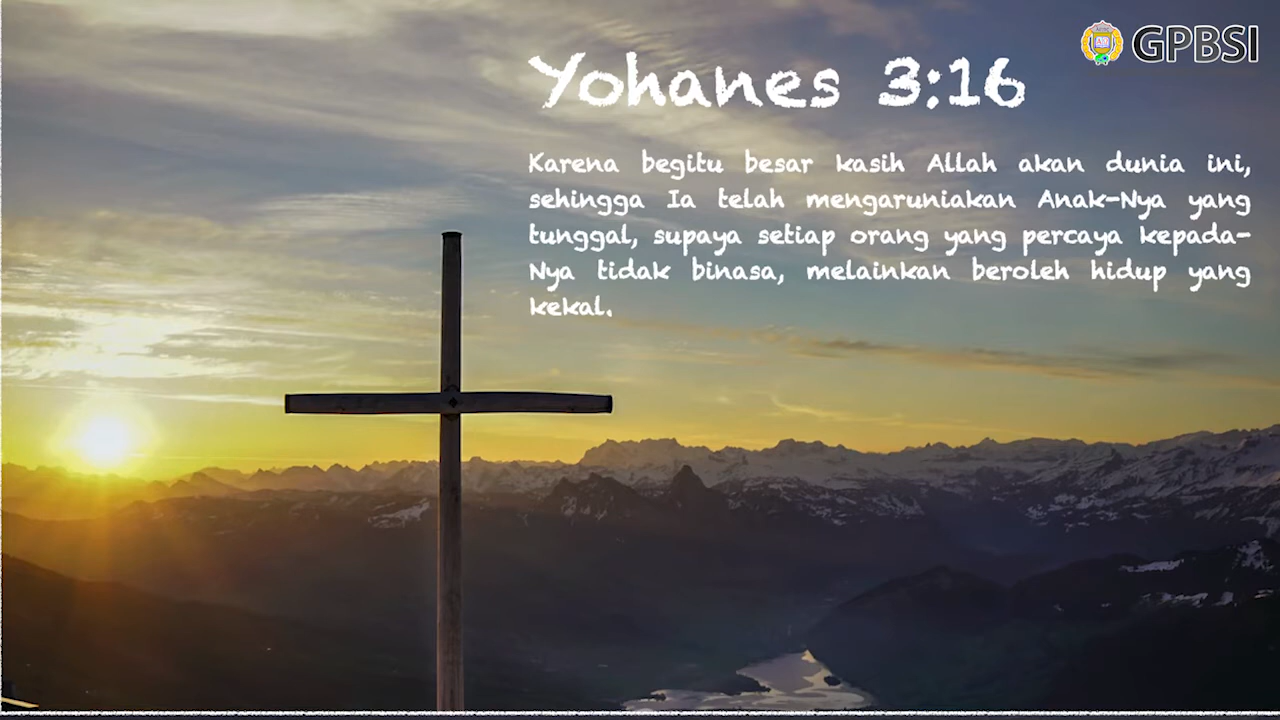 GPBSI
Yohanes 3:16
Karena begitu besar kasih Allah akan dunia ini,
sehingga Ia telah mengaruniakan Anak-Nya yang
tunggal, supaya setiap orang yang percaya kepada-
Nya tidak binasa, melainkan beroleh hidup yang
kekal.